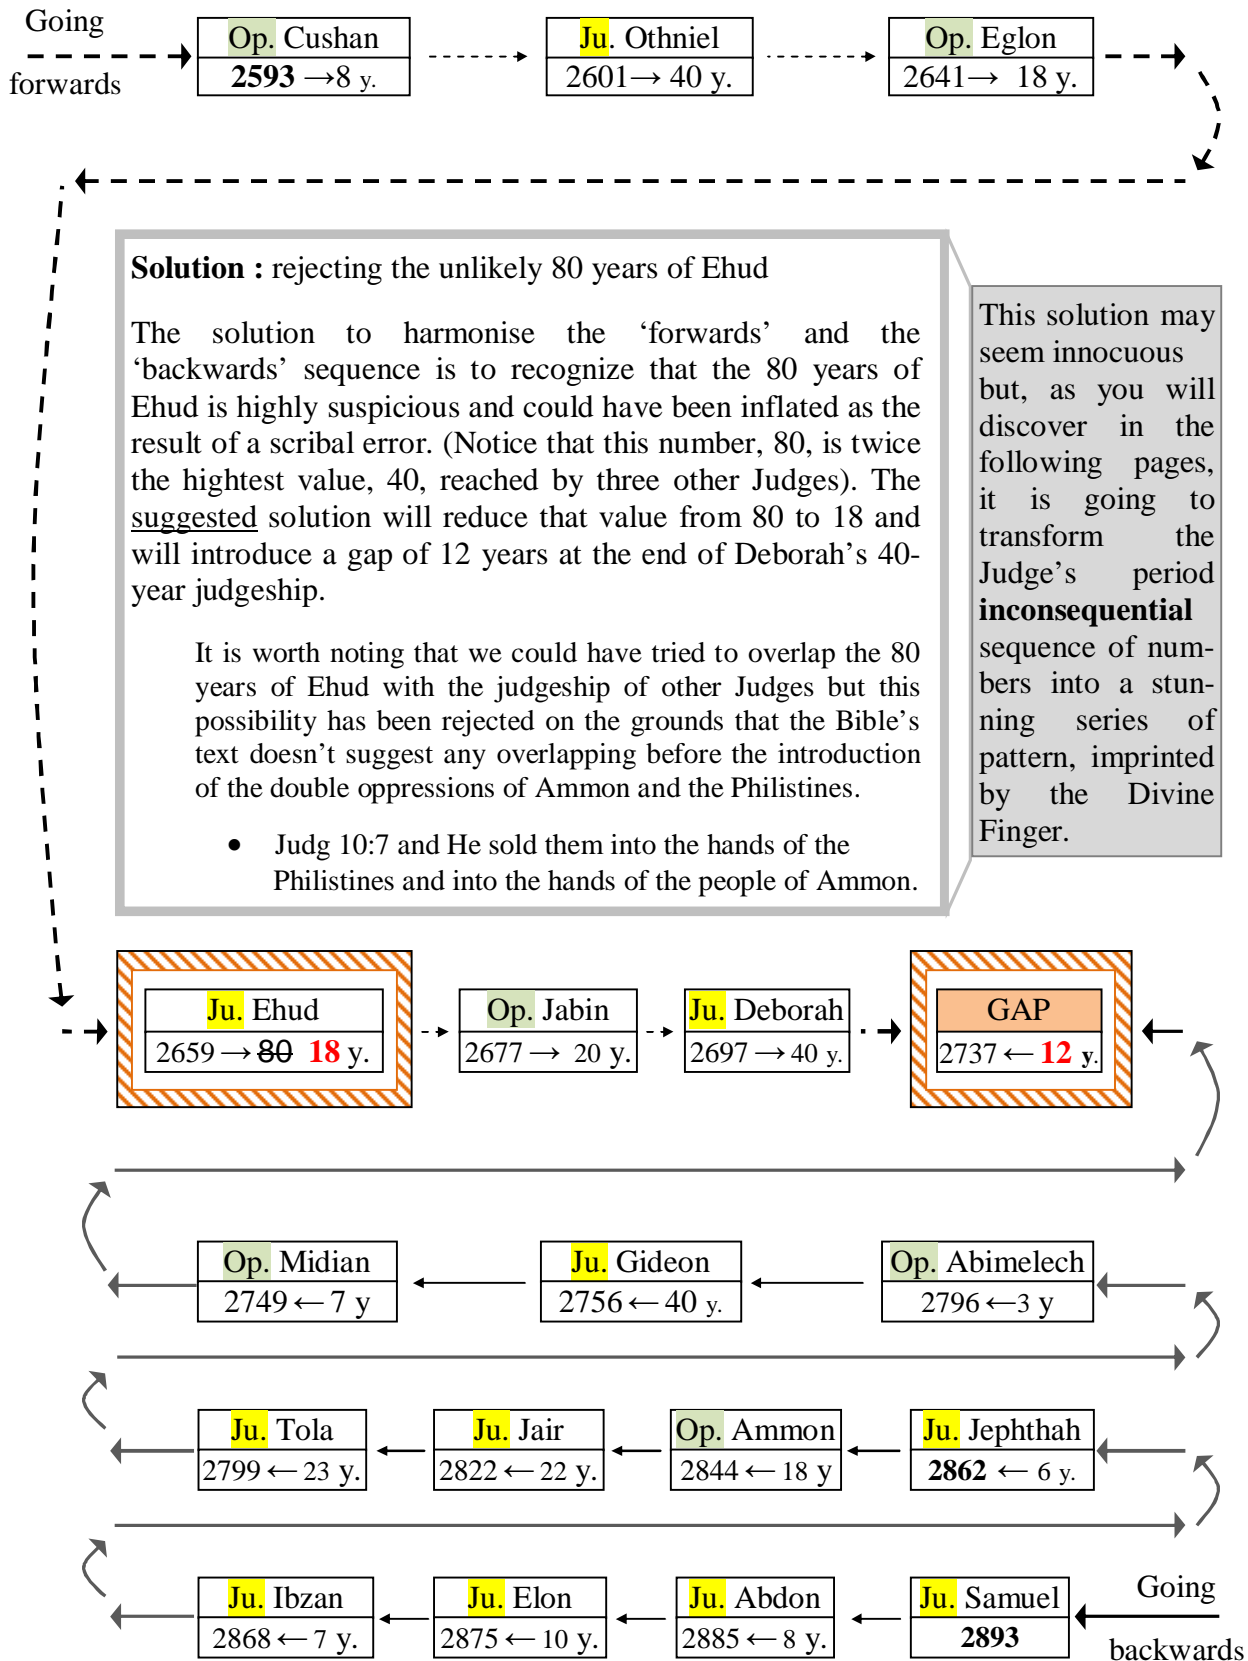 Going
forwards
Op. Cushan
2593 →8 y.
Ju. Othniel
2601→ 40 y.
Op. Eglon
2641→ 18 y.
Solution : rejecting the unlikely 80 years of Ehud
The solution to harmonise the ‘forwards’ and the
‘backwards’ sequence is to recognize that the 80 years of
Ehud is highly suspicious and could have been inflated as the
result of a scribal error. (Notice that this number, 80, is twice
the hightest value, 40, reached by three other Judges). The
suggested solution will reduce that value from 80 to 18 and
will introduce a gap of 12 years at the end of Deborah’s 40-
year judgeship.
It is worth noting that we could have tried to overlap the 80
years of Ehud with the judgeship of other Judges but this
possibility has been rejected on the grounds that the Bible’s
text doesn’t suggest any overlapping before the introduction
of the double oppressions of Ammon and the Philistines.
• Judg 10:7 and He sold them into the hands of the
Philistines and into the hands of the people of Ammon.
This solution may
seem innocuous
but, as you will
discover in the
following pages,
it is going to
transform the
Judge’s period
inconsequential
sequence of num-
bers into a stun-
ning series of
pattern, imprinted
by the Divine
Finger.
Ju. Ehud
2659 → 80 18 y.
Op. Jabin
2677 → 20 y.
Ju. Deborah
2697 → 40 y.
GAP
2737 ← 12 y.
Op. Midian
2749 ← 7 y
Ju. Gideon
2756 ← 40 y.
Op. Abimelech
2796 ←3 y
Ju. Tola
2799 ← 23 y.
Ju. Jair
2822 ← 22 y.
Op. Ammon
2844 ← 18 y
Ju. Jephthah
2862 ← 6 y.
Ju. Ibzan
2868 ← 7 y.
Ju. Elon
2875 ← 10 y.
Ju. Abdon
2885 ← 8 y.
Ju. Samuel
2893
Going
backwards